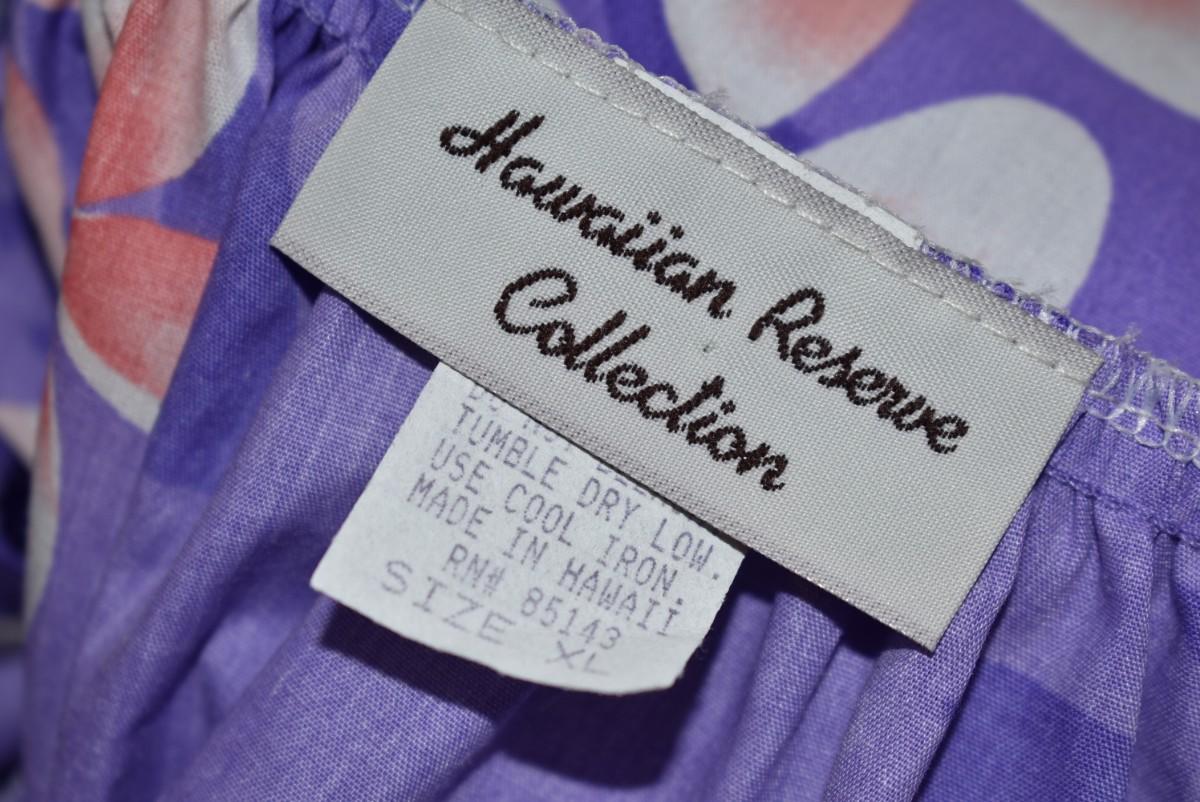 Hawaiian Reserve
Collection
TUMBLE DRY LOW.
USE COOL IRON.
MADE IN HAWAII
RN# 85143
SIZE XL